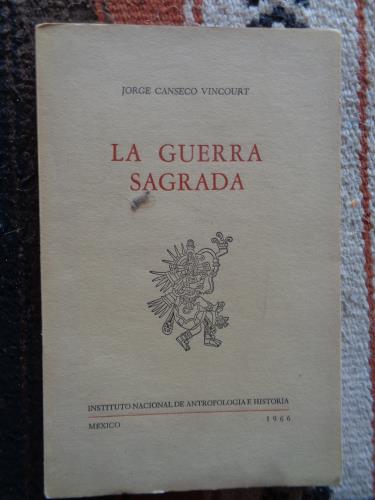 JORGE CANSECO VINCOURT
LA GUERRA
SAGRADA
INSTITUTO NACIONAL DE ANTROPOLOGIA E HISTORIA
MEXICO 1966